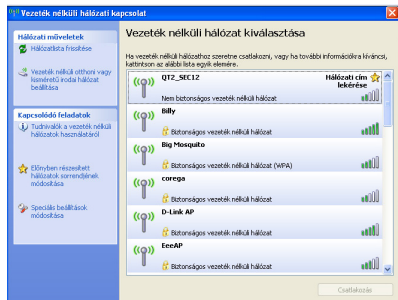 Vezeték nélküli hálózati kapcsolat
Hálózati műveletek
Hálózatlista frissítése
Vezeték nélküli otthoni vagy
kisméretű irodai hálózat
beállítása
Kapcsolódó feladatok
Tudnivalók a vezeték nélküli
hálózatok használatáról
Előnyben részesített
hálózatok sorrendjének
módosítása
Speciális beállítások
módosítása
Vezeték nélküli hálózat kiválasztása
Ha vezeték nélküli hálózathoz szeretne csatlakozni, vagy ha további információkra kíváncsi,
kattintson az alábbi lista egyik elemére.
QT2_SEC12
Hálózati cím
lekérése
Nem biztonságos vezeték nélküli hálózat
Billy
Biztonságos vezeték nélküli hálózat
Big Mosquito
Biztonságos vezeték nélküli hálózat (WPA)
corega
Biztonságos vezeték nélküli hálózat
D-Link AP
Biztonságos vezeték nélküli hálózat
EeeAP
Biztonságos vezeték nélküli hálózat
Csatlakozás